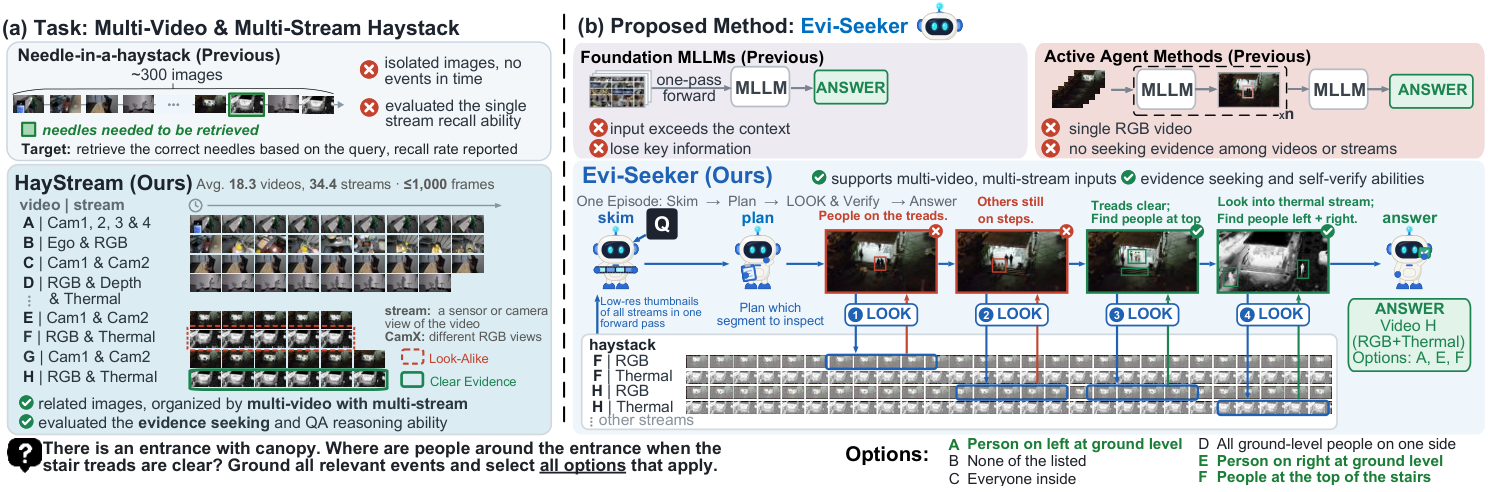 (a) Task: Multi-Video & Multi-Stream Haystack
Needle-in-a-haystack (Previous)
~300 images
...
isolated images, no
events in time
evaluated the single
stream recall ability
needles needed to be retrieved
Target: retrieve the correct needles based on the query, recall rate reported
HayStream (Ours) Avg. 18.3 videos, 34.4 streams · ≤1,000 frames
video | stream
A | Cam1, 2, 3 & 4
B | Ego & RGB
C | Cam1 & Cam2
D | RGB & Depth
& Thermal
E | Cam1 & Cam2
F | RGB & Thermal
G | Cam1 & Cam2
H | RGB & Thermal
stream: a sensor or camera
view of the video
CamX: different RGB views
Look-Alike
Clear Evidence
related images, organized by multi-video with multi-stream
evaluated the evidence seeking and QA reasoning ability
(b) Proposed Method: Evi-Seeker
Foundation MLLMs (Previous)
one-pass
forward
MLLM
ANSWER
input exceeds the context
lose key information
Active Agent Methods (Previous)
MLLM
×n
MLLM
ANSWER
single RGB video
no seeking evidence among videos or streams
Evi-Seeker (Ours)
supports multi-video, multi-stream inputs
evidence seeking and self-verify abilities
One Episode: Skim → Plan → LOOK & Verify → Answer
skim
Q
Low-res thumbnails
of all streams in one
forward pass
plan
Plan which
segment to inspect
People on the treads.
Others still
on steps.
Treads clear;
Find people at top
Look into thermal stream;
Find people left + right.
answer
1 LOOK
2 LOOK
3 LOOK
4 LOOK
ANSWER
Video H
(RGB+Thermal)
Options: A, E, F
haystack
F | RGB
F | Thermal
H | RGB
H | Thermal
other streams
?
There is an entrance with canopy. Where are people around the entrance when the
stair treads are clear? Ground all relevant events and select all options that apply.
Options:
A Person on left at ground level
B None of the listed
C Everyone inside
D All ground-level people on one side
E Person on right at ground level
F People at the top of the stairs